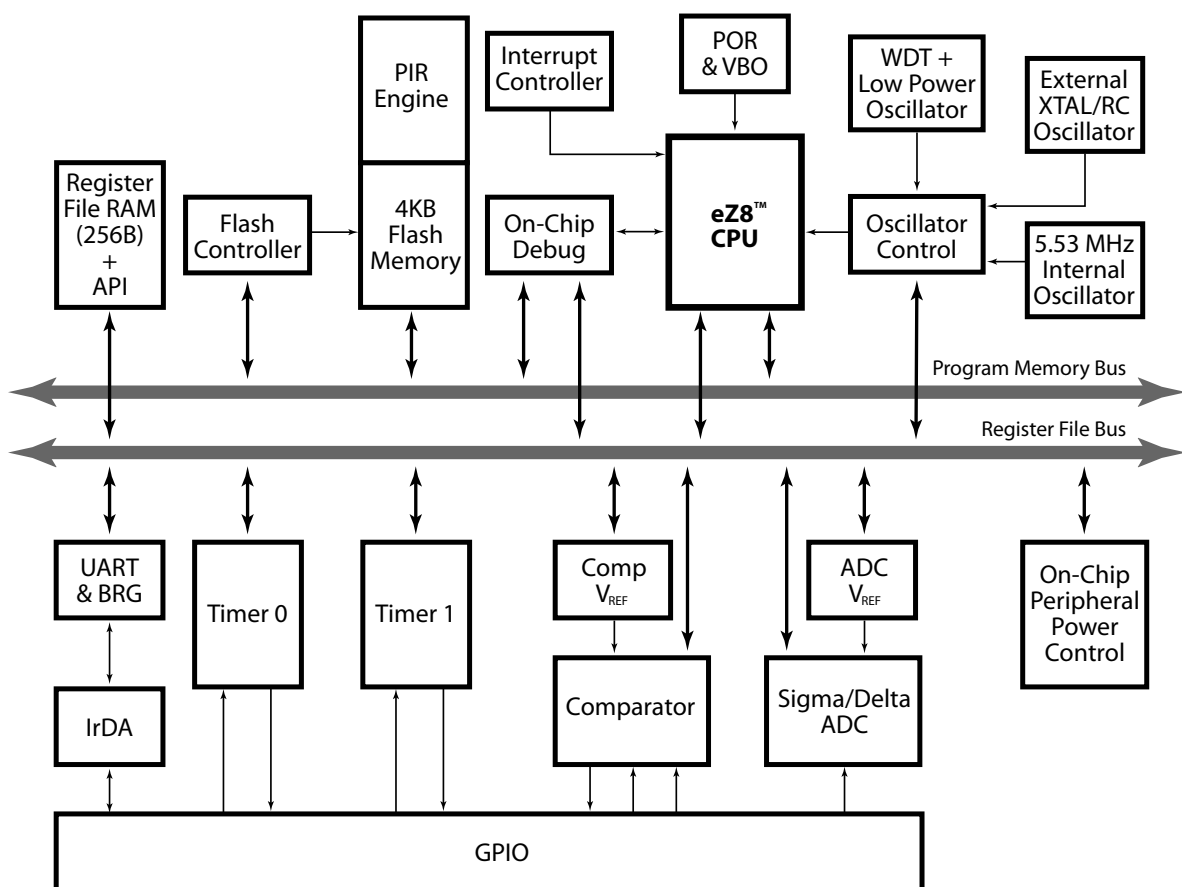 PIR
Engine
Interrupt
Controller
POR
& VBO
WDT +
Low Power
Oscillator
External
XTAL/RC
Oscillator
Register
File RAM
(256B)
+
API
Flash
Controller
4KB
Flash
Memory
On-Chip
Debug
eZ8™
CPU
Oscillator
Control
5.53 MHz
Internal
Oscillator
Program Memory Bus
Register File Bus
UART
& BRG
Timer 0
Timer 1
Comp
VREF
ADC
VREF
On-Chip
Peripheral
Power
Control
IrDA
Comparator
Sigma/Delta
ADC
GPIO